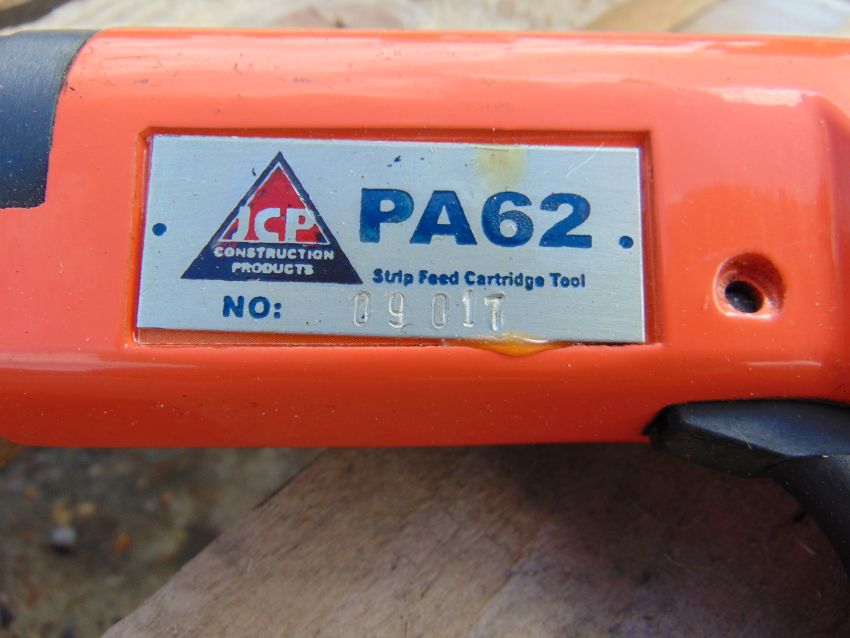 JCP
CONSTRUCTION
PRODUCTS
PA62
Strip Feed Cartridge Tool
NO: 09017